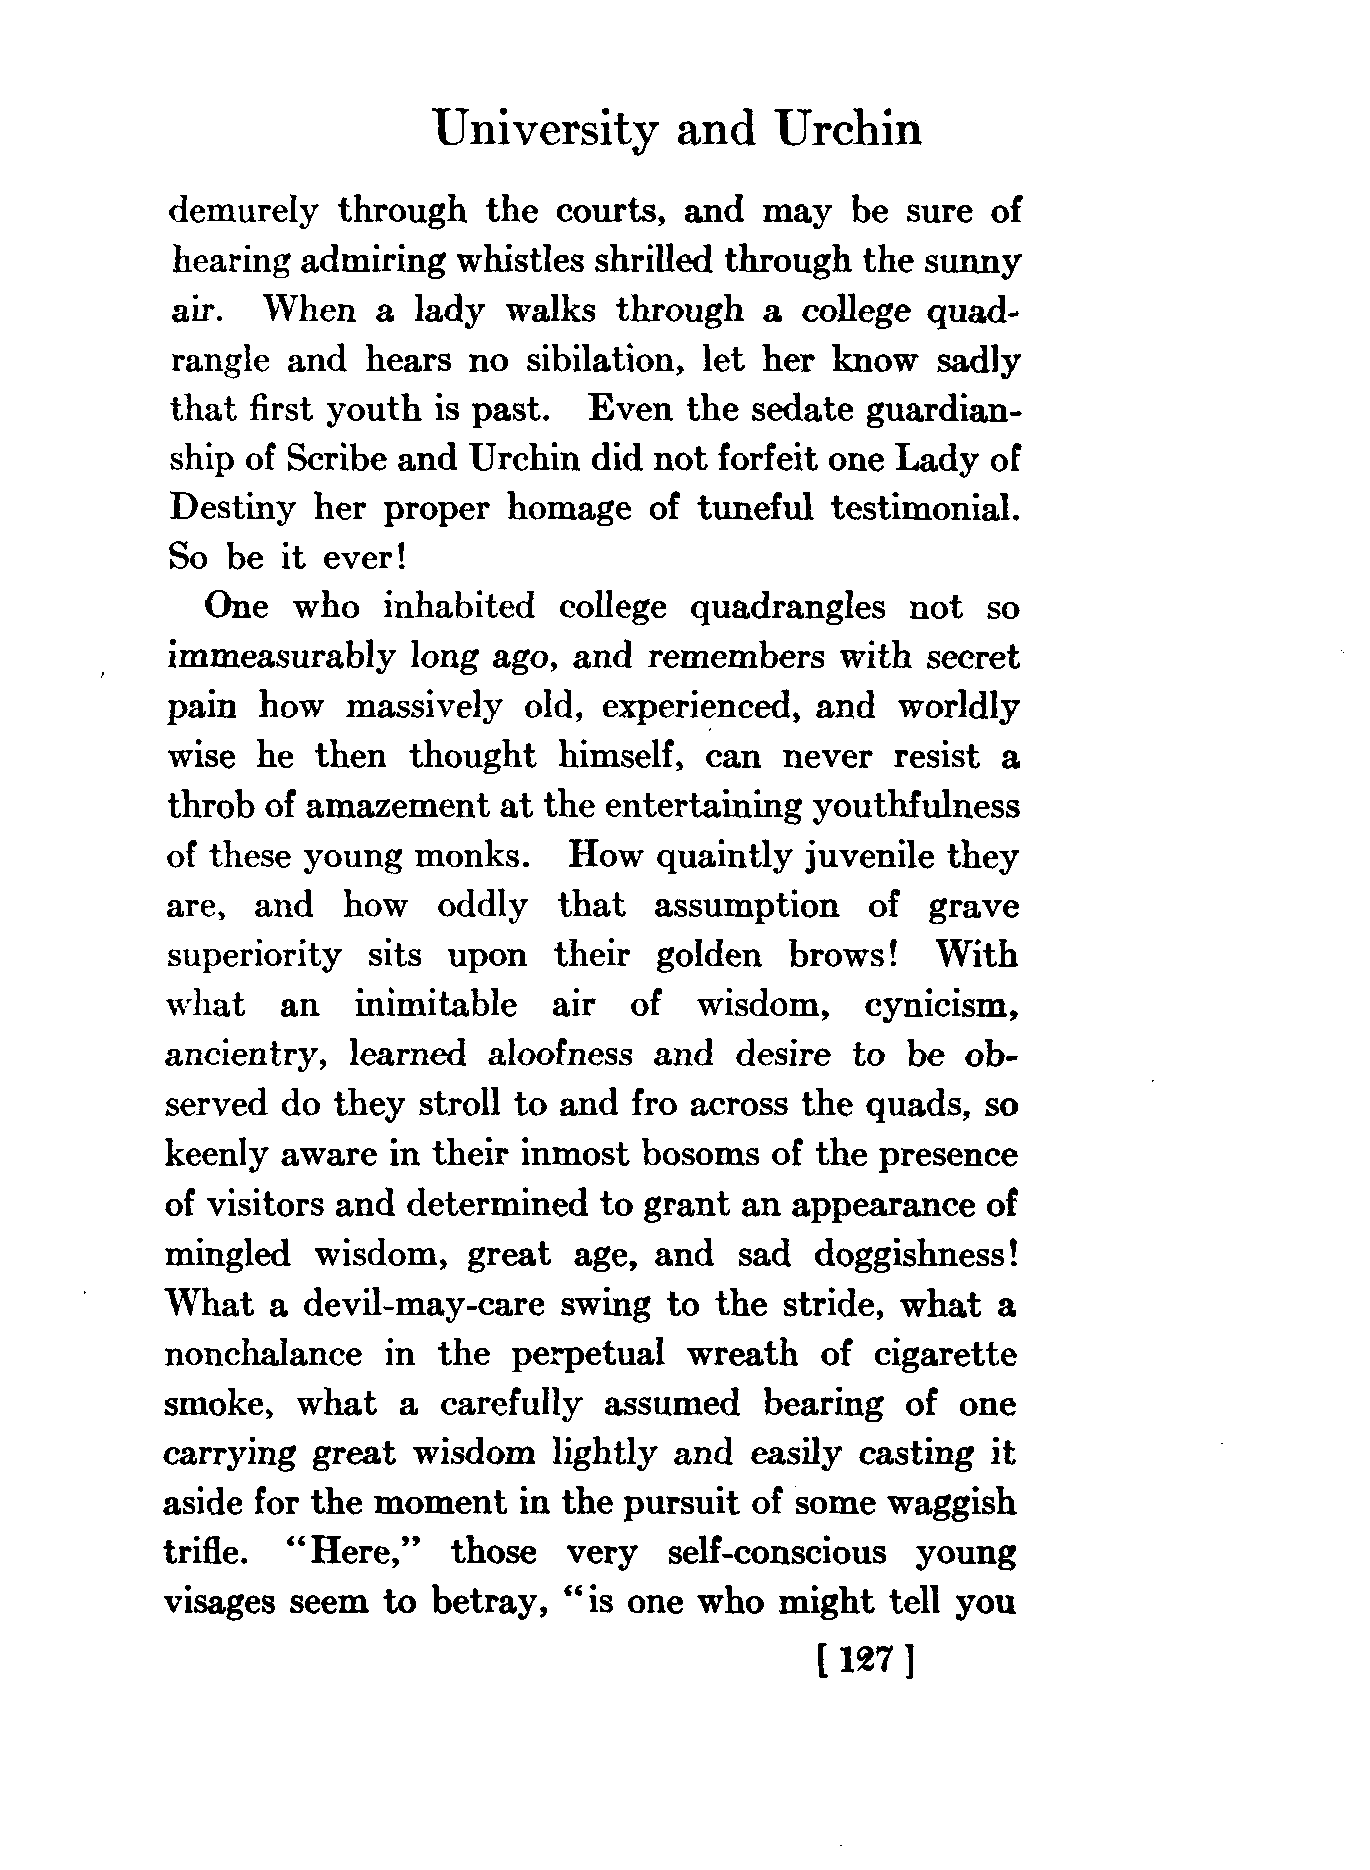 University and Urchin
demurely through the courts, and may be sure of
hearing admiring whistles shrilled through the sunny
air. When a lady walks through a college quad-
rangle and hears no sibilation, let her know sadly
that first youth is past. Even the sedate guardian-
ship of Scribe and Urchin did not forfeit one Lady of
Destiny her proper homage of tuneful testimonial.
So be it ever!
One who inhabited college quadrangles not so
immeasurably long ago, and remembers with secret
pain how massively old, experienced, and worldly
wise he then thought himself, can never resist a
throb of amazement at the entertaining youthfulness
of these young monks. How quaintly juvenile they
are, and how oddly that assumption of grave
superiority sits upon their golden brows! With
what an inimitable air of wisdom, cynicism,
ancientry, learned aloofness and desire to be ob-
served do they stroll to and fro across the quads, so
keenly aware in their inmost bosoms of the presence
of visitors and determined to grant an appearance of
mingled wisdom, great age, and sad doggishness!
What a devil-may-care swing to the stride, what a
nonchalance in the perpetual wreath of cigarette
smoke, what a carefully assumed bearing of one
carrying great wisdom lightly and easily casting it
aside for the moment in the pursuit of some waggish
trifle. “Here,” those very self-conscious young
visages seem to betray, “is one who might tell you
[ 127 ]